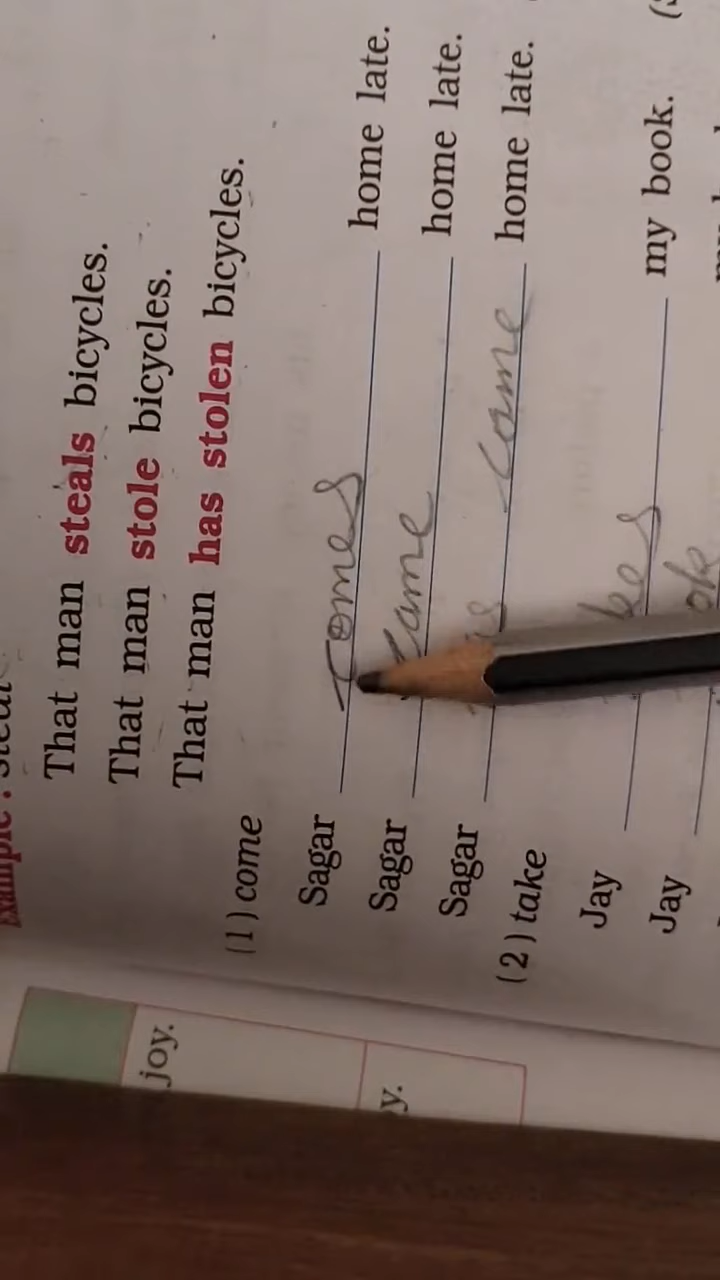 That man steals bicycles.
That man stole bicycles.
That man has stolen bicycles.
(1) come
Sagar comes home late.
Sagar came home late.
Sagar came home late.
(2) take
Jay my book.
Jay
joy.